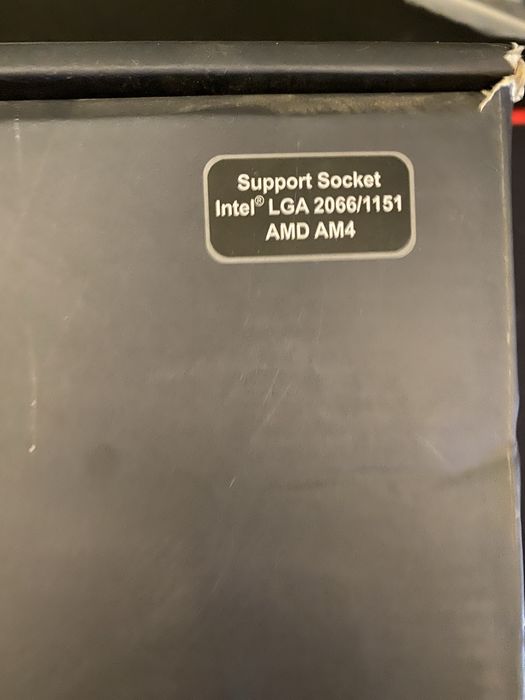 Support Socket
Intel® LGA 2066/1151
AMD AM4